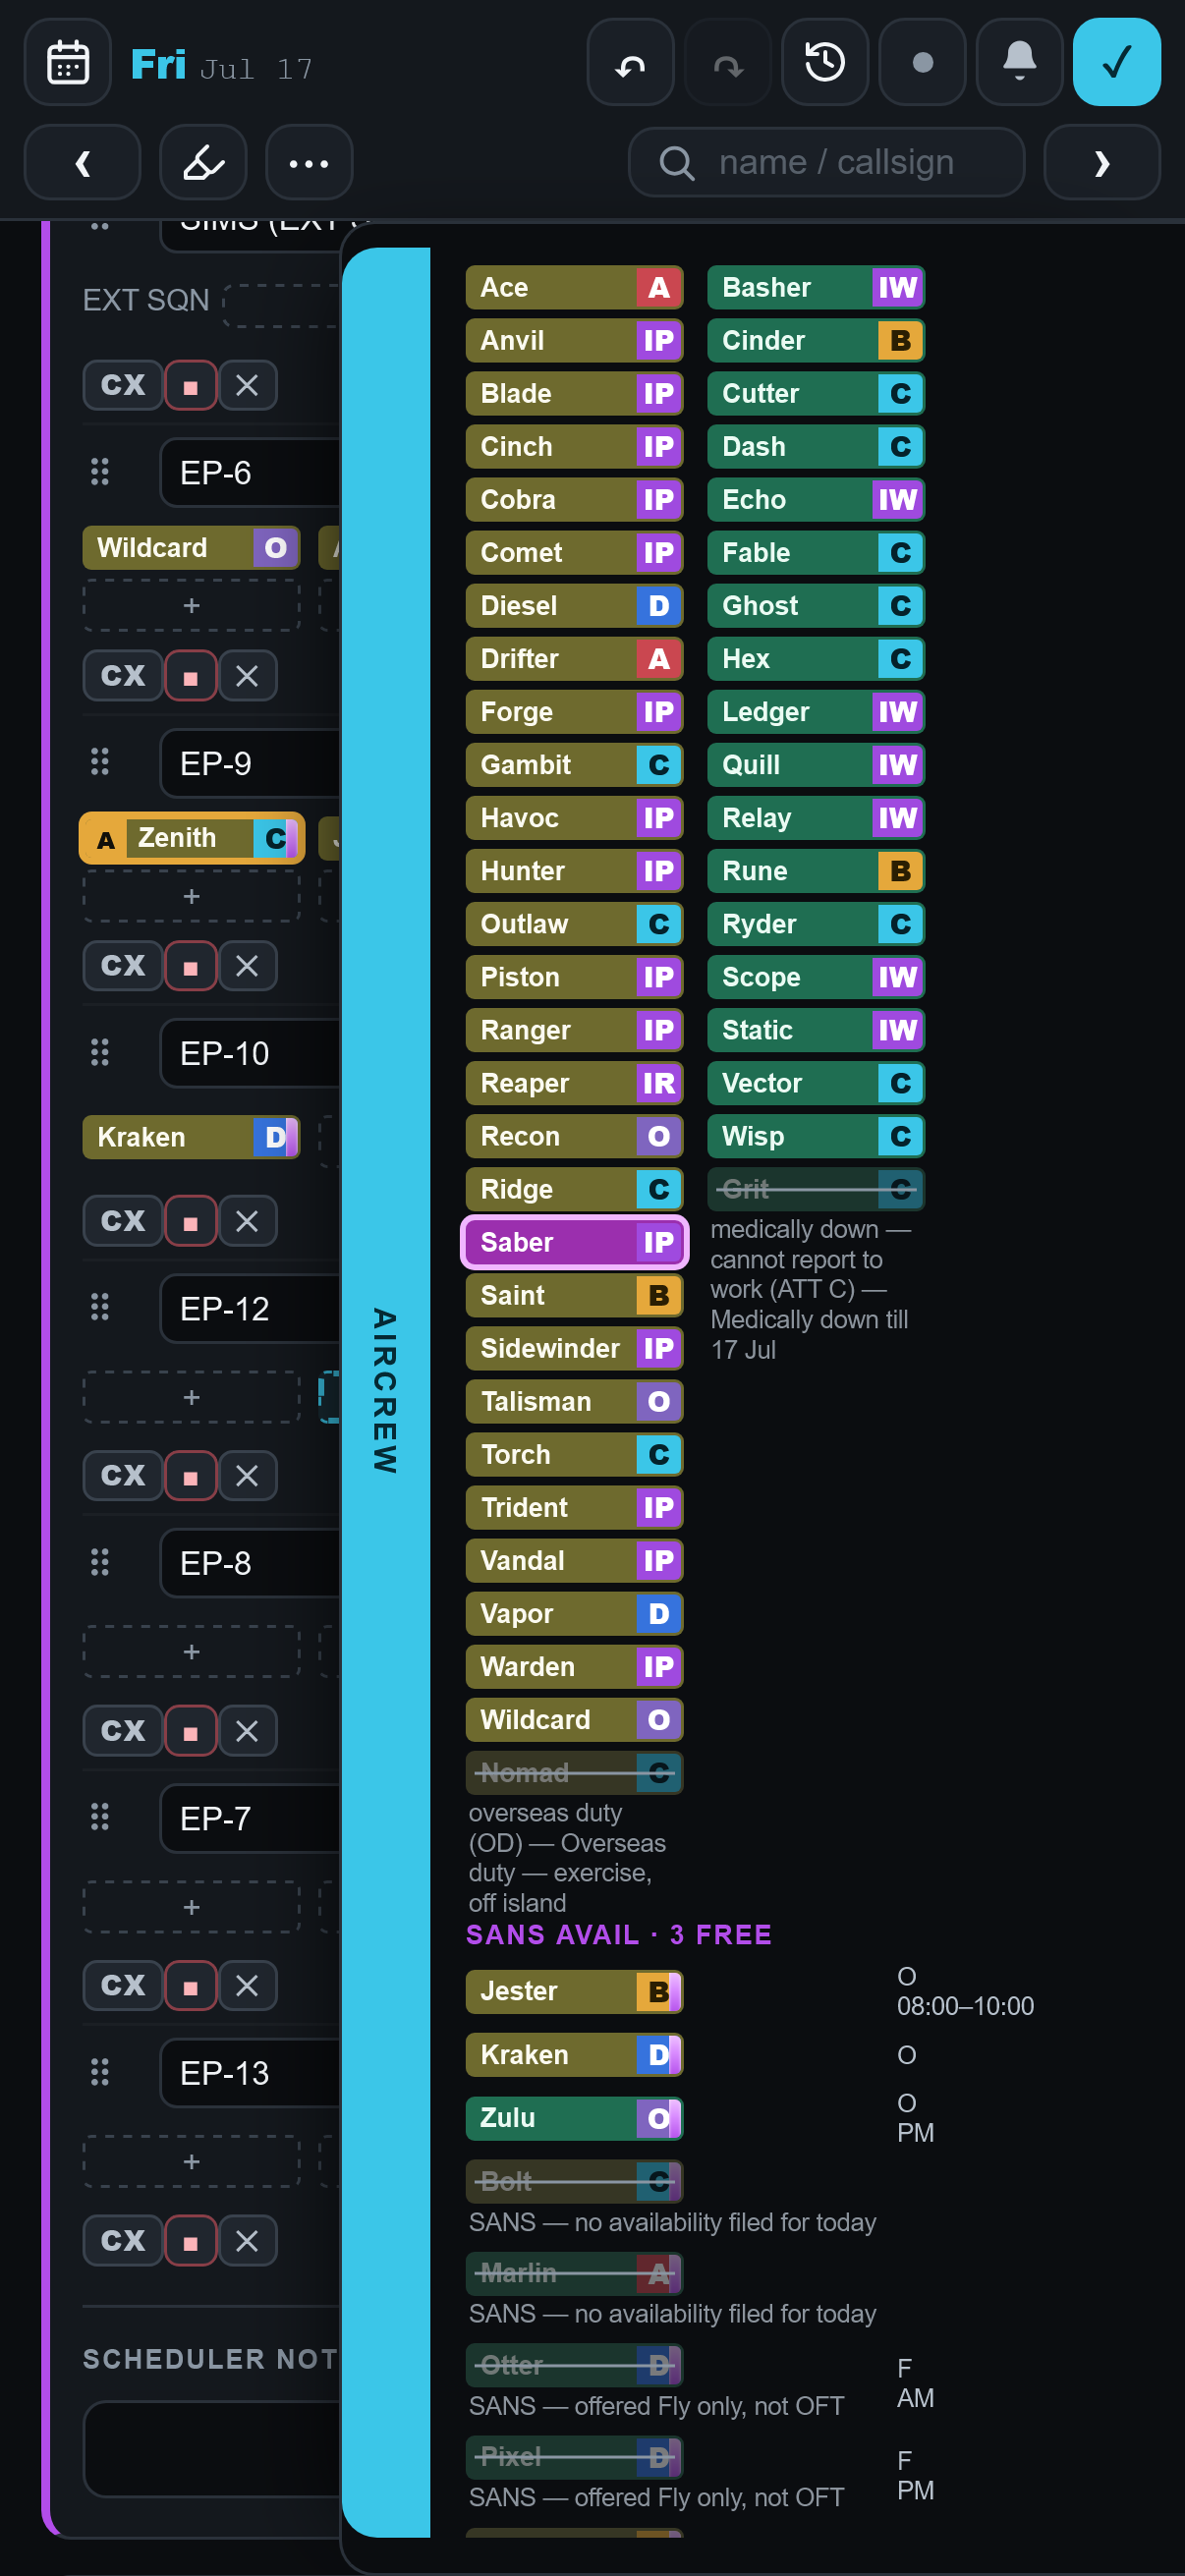 Fri Jul 17
name / callsign
EXT SQN
CX
EP-6
Wildcard O
+
CX
EP-9
A Zenith C
+
CX
EP-10
Kraken D
CX
EP-12
+
CX
EP-8
+
CX
EP-7
+
CX
EP-13
+
CX
SCHEDULER NOT
AIRCREW
Ace A
Anvil IP
Blade IP
Cinch IP
Cobra IP
Comet IP
Diesel D
Drifter A
Forge IP
Gambit C
Havoc IP
Hunter IP
Outlaw C
Piston IP
Ranger IP
Reaper IR
Recon O
Ridge C
Saber IP
Saint B
Sidewinder IP
Talisman O
Torch C
Trident IP
Vandal IP
Vapor D
Warden IP
Wildcard O
Nomad C
overseas duty
(OD) — Overseas
duty — exercise,
off island
Basher IW
Cinder B
Cutter C
Dash C
Echo IW
Fable C
Ghost C
Hex C
Ledger IW
Quill IW
Relay IW
Rune B
Ryder C
Scope IW
Static IW
Vector C
Wisp C
Grit C
medically down —
cannot report to
work (ATT C) —
Medically down till
17 Jul
SANS AVAIL · 3 FREE
Jester B
O
08:00–10:00
Kraken D
O
Zulu O
O
PM
Bolt C
SANS — no availability filed for today
Marlin A
SANS — no availability filed for today
Otter D
F
AM
SANS — offered Fly only, not OFT
Pixel D
F
PM
SANS — offered Fly only, not OFT